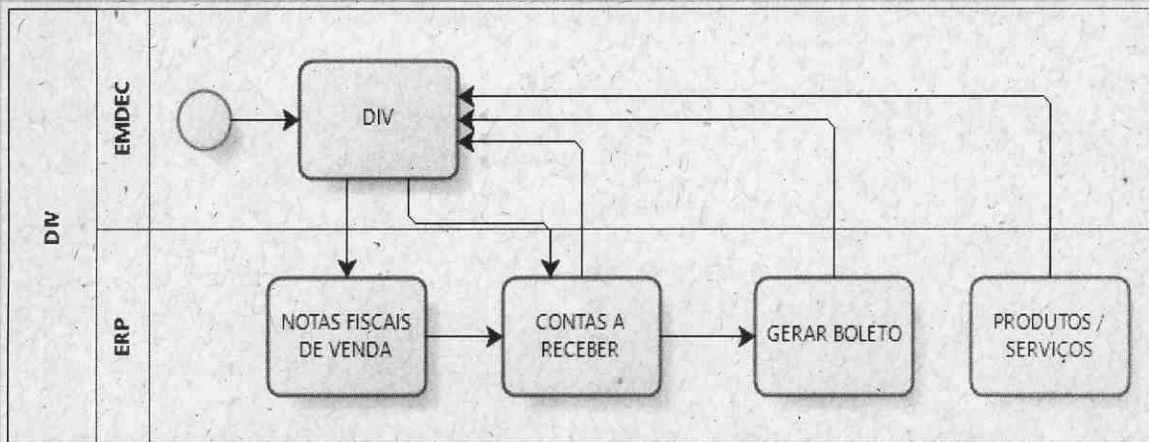 DIV
EMDEC
DIV
ERP
NOTAS FISCAIS
DE VENDA
CONTAS A
RECEBER
GERAR BOLETO
PRODUTOS /
SERVIÇOS